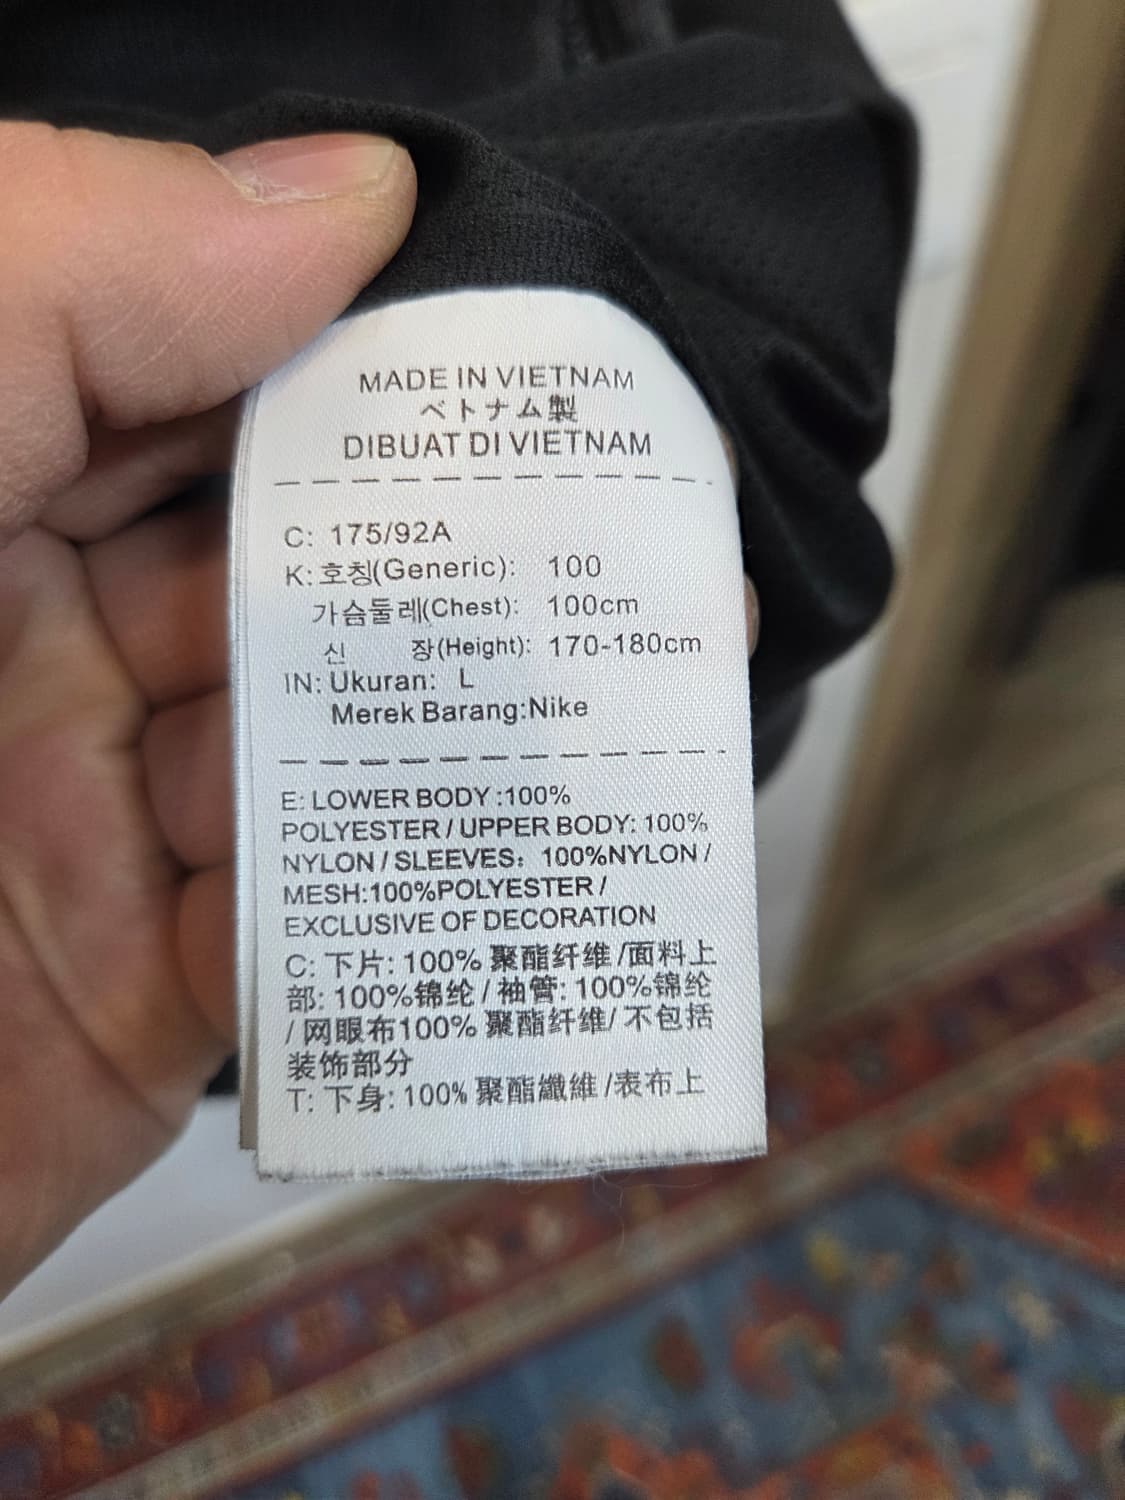 MADE IN VIETNAM
ベトナム製
DIBUAT DI VIETNAM
C: 175/92A
K: 호칭(Generic): 100
가슴둘레(Chest): 100cm
신 장(Height): 170-180cm
IN: Ukuran: L
Merek Barang:Nike
E: LOWER BODY :100%
POLYESTER / UPPER BODY: 100%
NYLON / SLEEVES: 100%NYLON /
MESH:100%POLYESTER /
EXCLUSIVE OF DECORATION
C: 下片: 100% 聚酯纤维 /面料上
部: 100%锦纶 / 袖管: 100%锦纶
/ 网眼布100% 聚酯纤维/ 不包括
装饰部分
T: 下身: 100% 聚酯纖維 /表布上